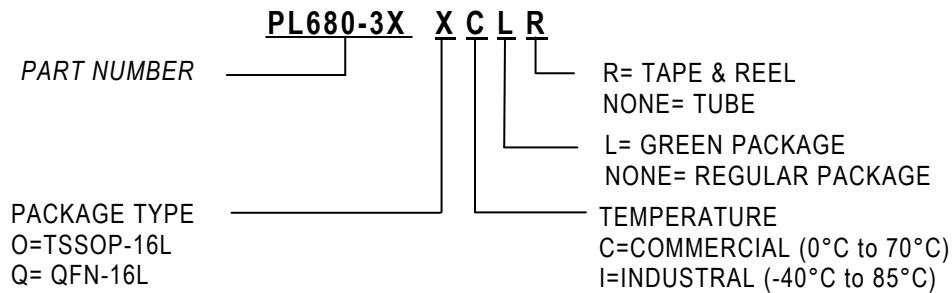 PL680-3X X C L R
PART NUMBER
R= TAPE & REEL
NONE= TUBE
L= GREEN PACKAGE
NONE= REGULAR PACKAGE
PACKAGE TYPE
O=TSSOP-16L
Q= QFN-16L
TEMPERATURE
C=COMMERCIAL (0°C to 70°C)
I=INDUSTRAL (-40°C to 85°C)